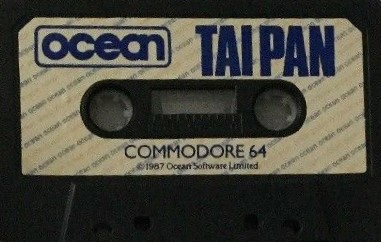 ocean TAI PAN
COMMODORE 64
© 1987 Ocean Software Limited